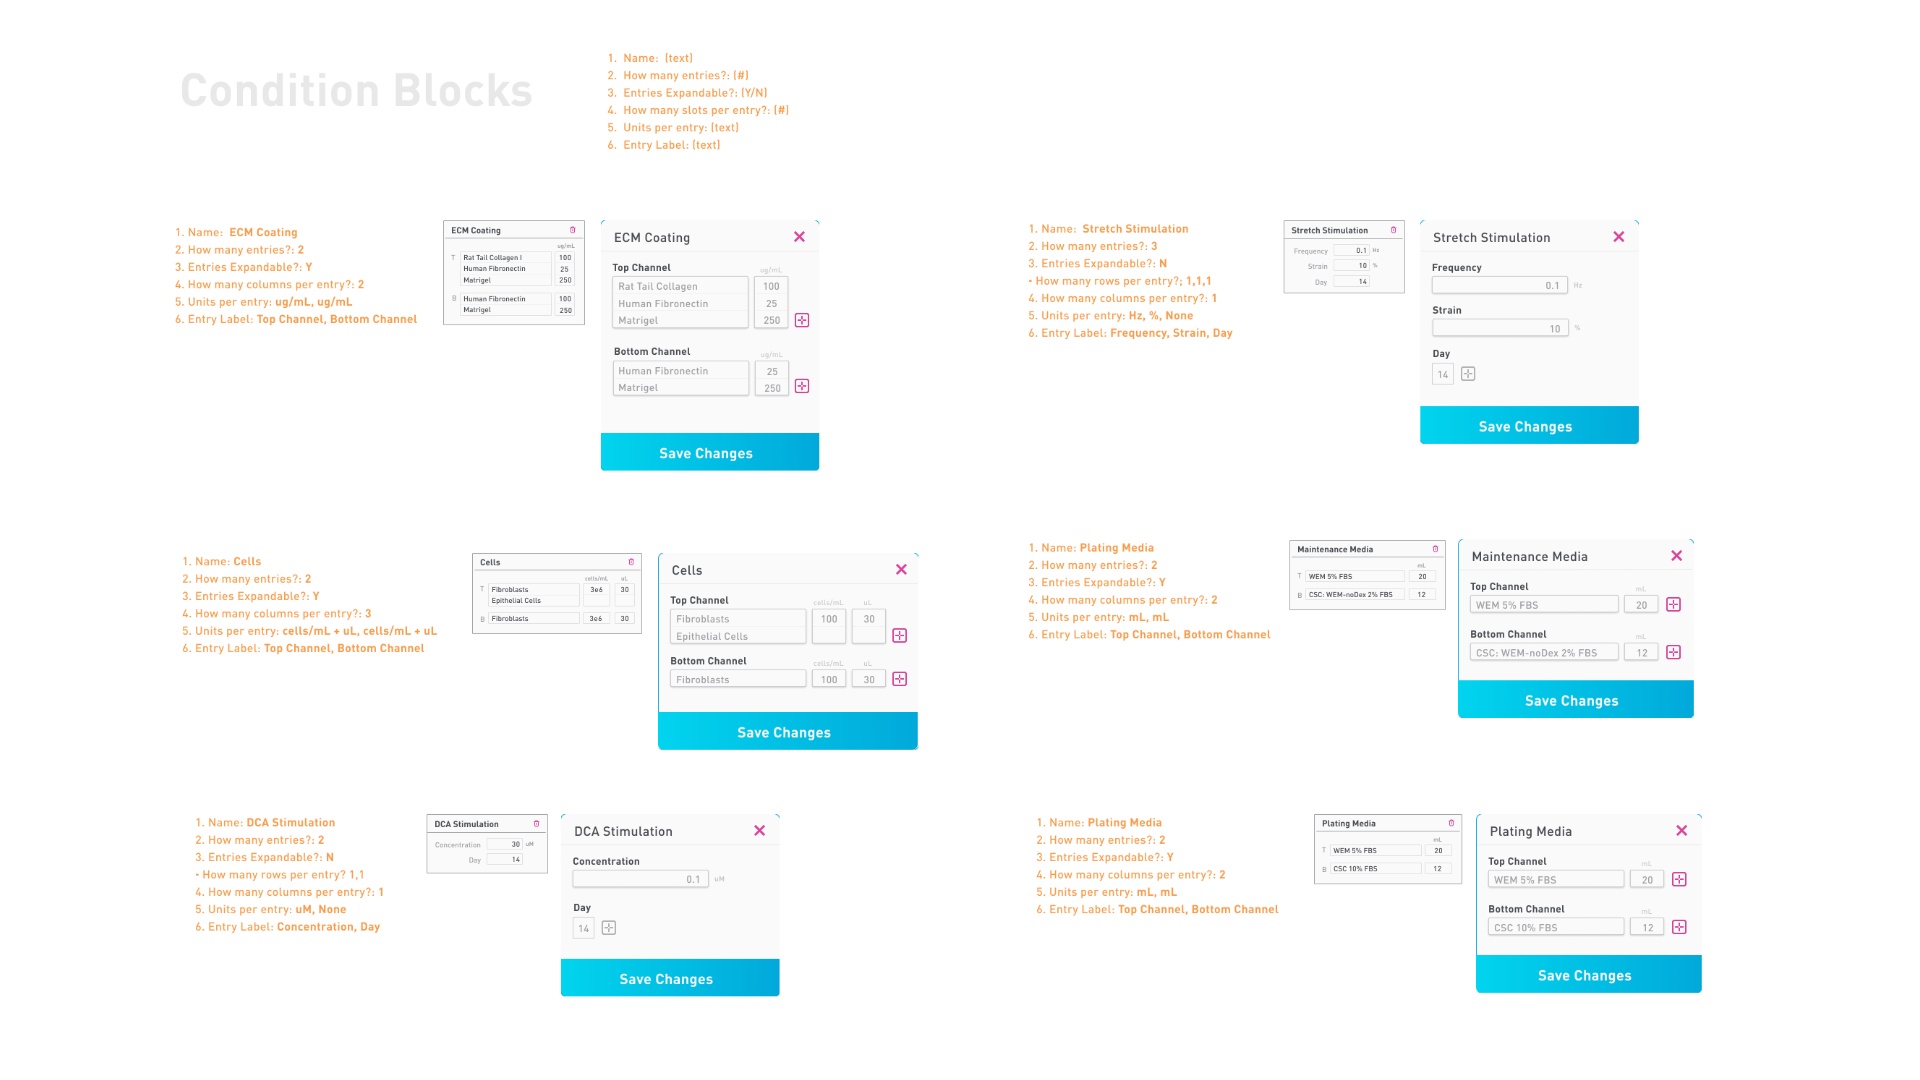 Condition Blocks
1. Name: (text)
2. How many entries?: (#)
3. Entries Expandable?: (Y/N)
4. How many slots per entry?: (#)
5. Units per entry: (text)
6. Entry Label: (text)
1. Name: ECM Coating
2. How many entries?: 2
3. Entries Expandable?: Y
4. How many columns per entry?: 2
5. Units per entry: ug/mL, ug/mL
6. Entry Label: Top Channel, Bottom Channel
ECM Coating
ug/mL
T Rat Tail Collagen I 100
Human Fibronectin 25
Matrigel 250
B Human Fibronectin 100
Matrigel 250
ECM Coating
Top Channel ug/mL
Rat Tail Collagen 100
Human Fibronectin 25
Matrigel 250
Bottom Channel ug/mL
Human Fibronectin 25
Matrigel 250
Save Changes
1. Name: Stretch Stimulation
2. How many entries?: 3
3. Entries Expandable?: N
- How many rows per entry?; 1,1,1
4. How many columns per entry?: 1
5. Units per entry: Hz, %, None
6. Entry Label: Frequency, Strain, Day
Stretch Stimulation
Frequency 0.1 Hz
Strain 10 %
Day 14
Stretch Stimulation
Frequency
0.1 Hz
Strain
10 %
Day
14
Save Changes
1. Name: Cells
2. How many entries?: 2
3. Entries Expandable?: Y
4. How many columns per entry?: 3
5. Units per entry: cells/mL + uL, cells/mL + uL
6. Entry Label: Top Channel, Bottom Channel
Cells
cells/mL uL
T Fibroblasts 3e6 30
Epithelial Cells
B Fibroblasts 3e6 30
Cells
Top Channel cells/mL uL
Fibroblasts 100 30
Epithelial Cells
Bottom Channel cells/mL uL
Fibroblasts 100 30
Save Changes
1. Name: Plating Media
2. How many entries?: 2
3. Entries Expandable?: Y
4. How many columns per entry?: 2
5. Units per entry: mL, mL
6. Entry Label: Top Channel, Bottom Channel
Maintenance Media
mL
T WEM 5% FBS 20
B CSC: WEM-noDex 2% FBS 12
Maintenance Media
Top Channel mL
WEM 5% FBS 20
Bottom Channel mL
CSC: WEM-noDex 2% FBS 12
Save Changes
1. Name: DCA Stimulation
2. How many entries?: 2
3. Entries Expandable?: N
- How many rows per entry? 1,1
4. How many columns per entry?: 1
5. Units per entry: uM, None
6. Entry Label: Concentration, Day
DCA Stimulation
Concentration 30 uM
Day 14
DCA Stimulation
Concentration
0.1 uM
Day
14
Save Changes
1. Name: Plating Media
2. How many entries?: 2
3. Entries Expandable?: Y
4. How many columns per entry?: 2
5. Units per entry: mL, mL
6. Entry Label: Top Channel, Bottom Channel
Plating Media
mL
T WEM 5% FBS 20
B CSC 10% FBS 12
Plating Media
Top Channel mL
WEM 5% FBS 20
Bottom Channel mL
CSC 10% FBS 12
Save Changes